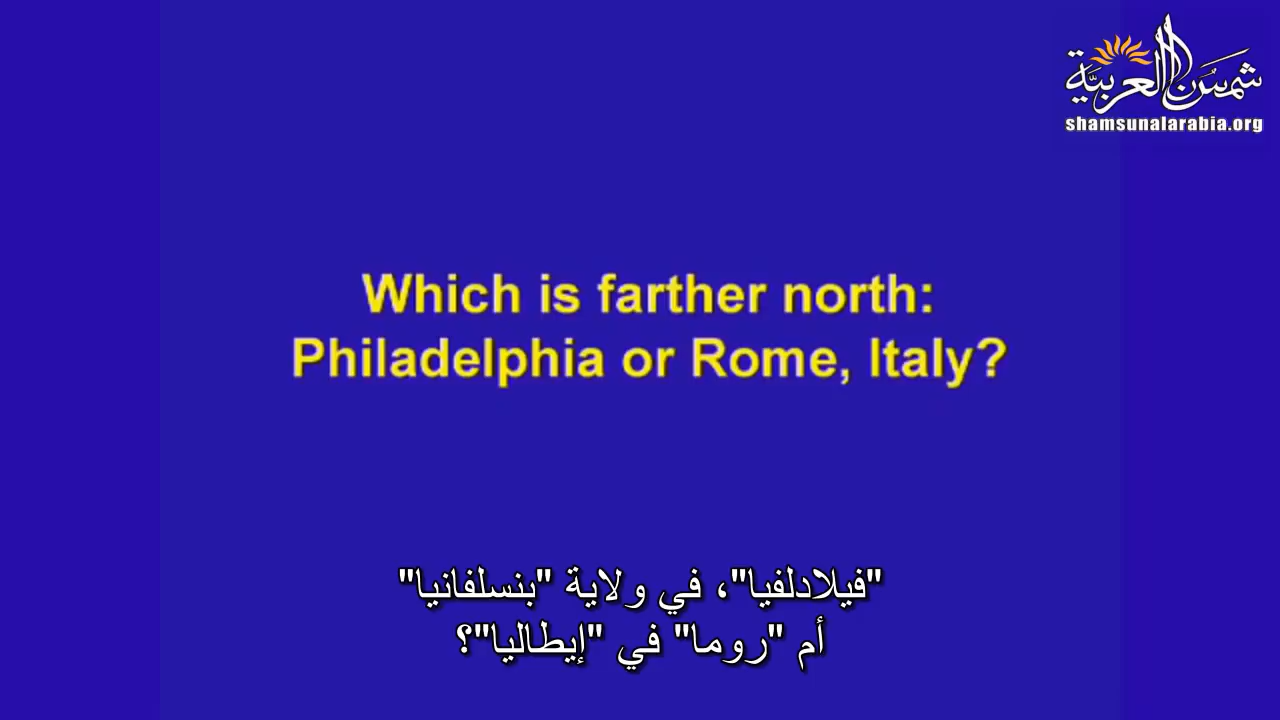 شمسُ العربيّة
shamsunalarabia.org
Which is farther north:
Philadelphia or Rome, Italy?
"فيلادلفيا"، في ولاية "بنسلفانيا"
أم "روما" في "إيطاليا"؟